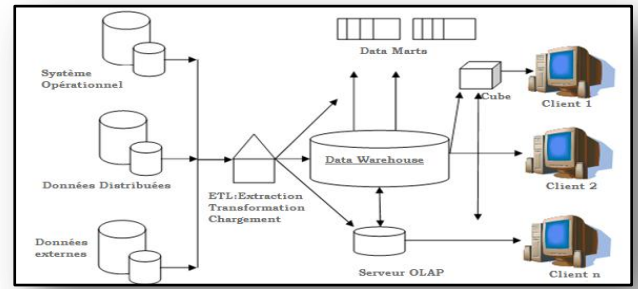 Système
Opérationnel
Données Distribuées
Données
externes
ETL:Extraction
Transformation
Chargement
Data Marts
Data Warehouse
Serveur OLAP
Cube
Client 1
Client 2
Client n